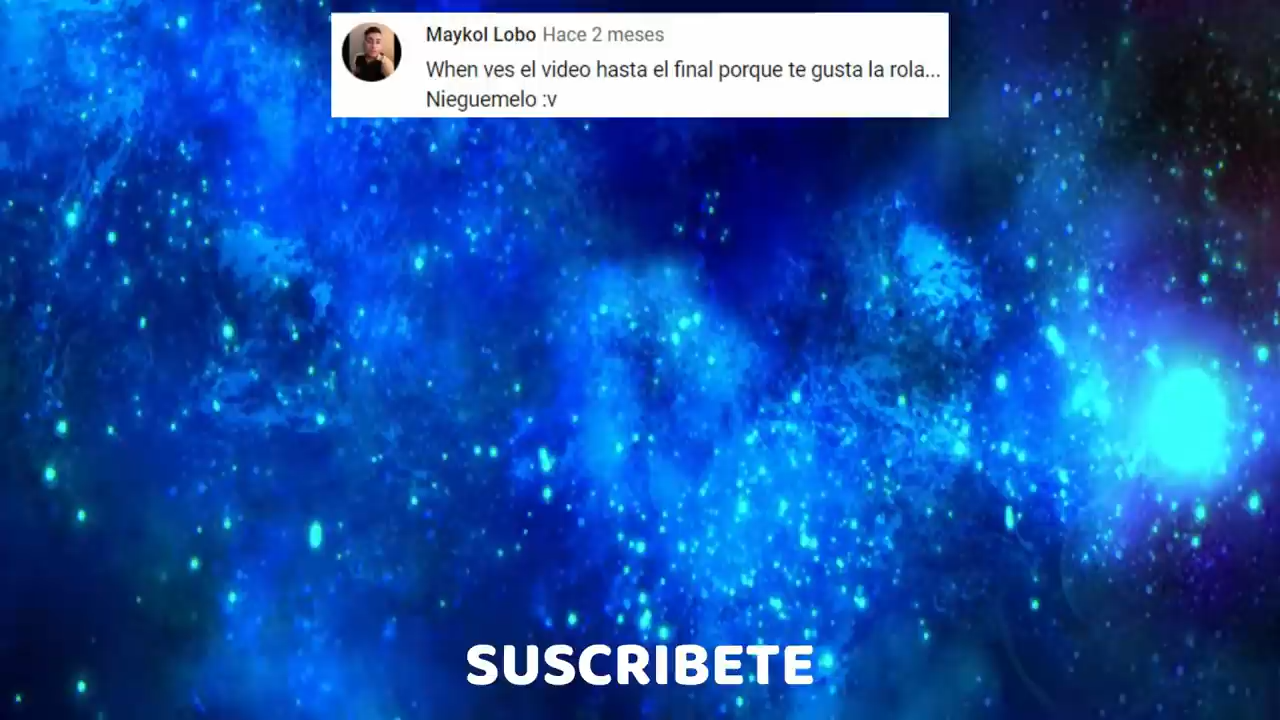 Maykol Lobo Hace 2 meses
When ves el video hasta el final porque te gusta la rola...
Nieguemelo :v
SUSCRIBETE